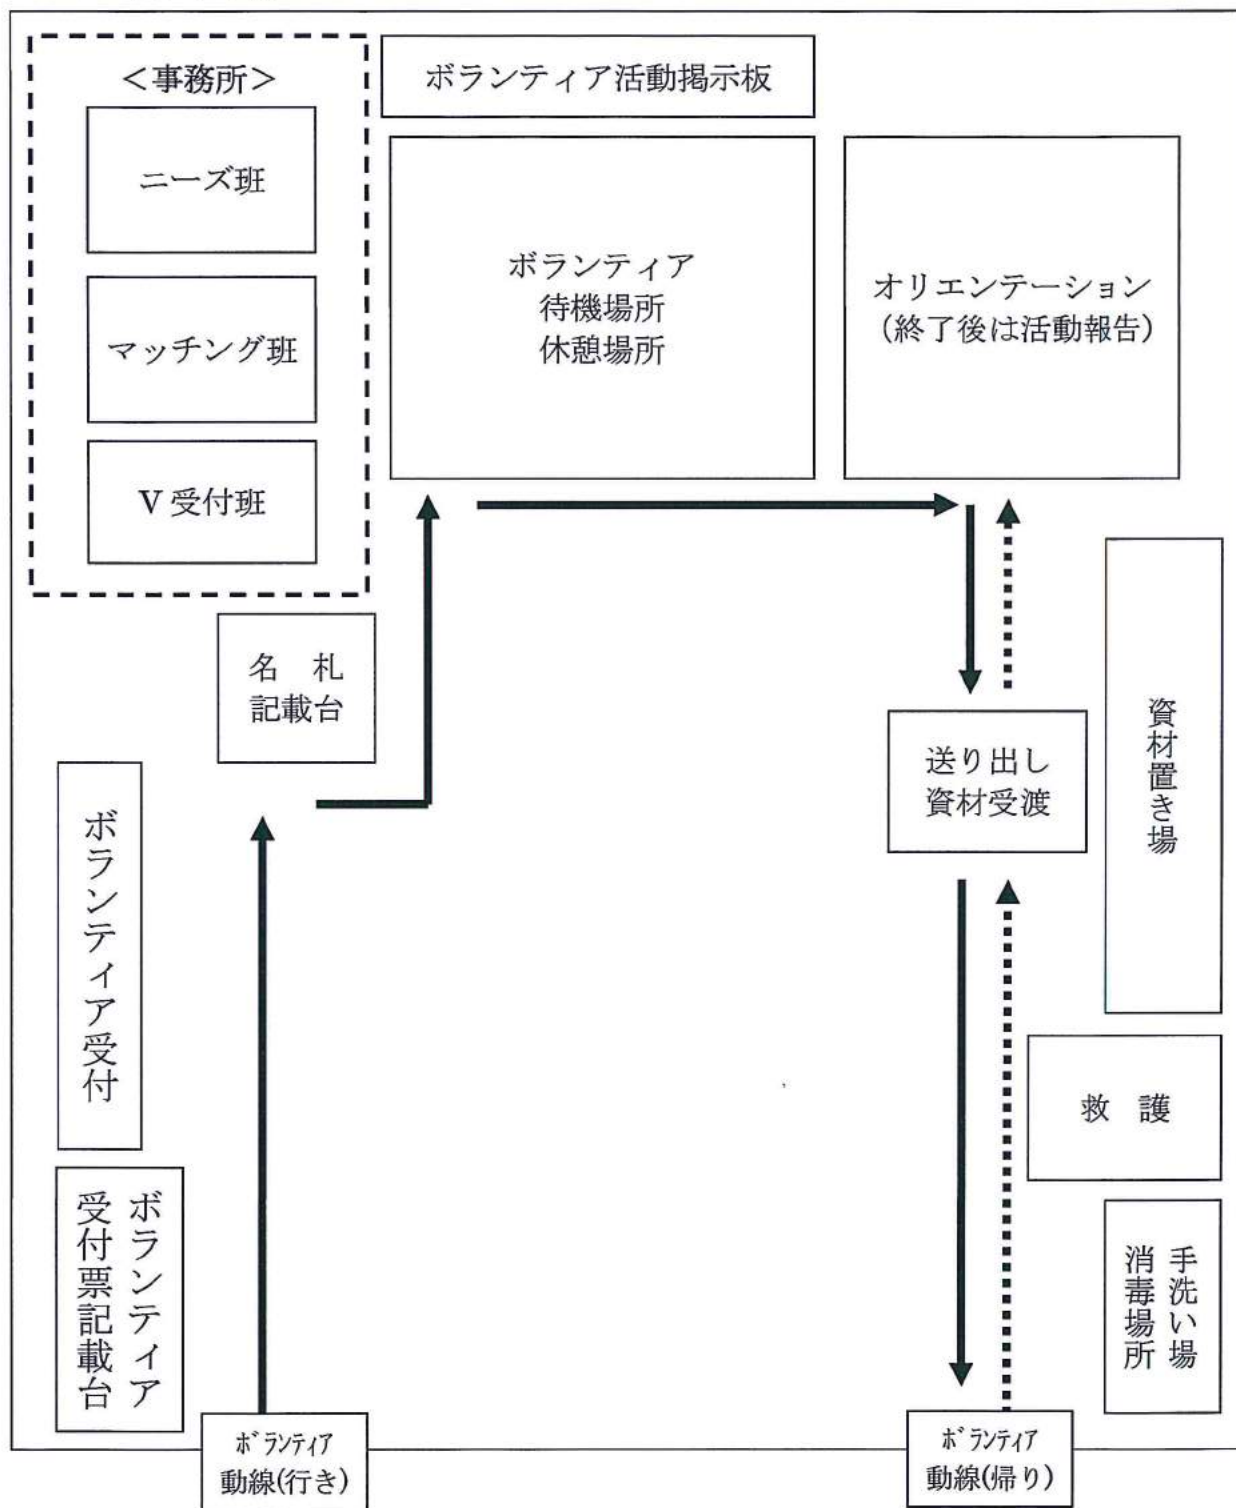 ＜事務所＞
ニーズ班
マッチング班
V 受付班
ボランティア活動掲示板
ボランティア
待機場所
休憩場所
オリエンテーション
（終了後は活動報告）
名　札
記載台
ボランティア受付
ボランティア
受付票記載台
送り出し
資材受渡
資材置き場
救　護
手洗い場
消毒場所
ﾎﾞﾗﾝﾃｨｱ
動線(行き)
ﾎﾞﾗﾝﾃｨｱ
動線(帰り)